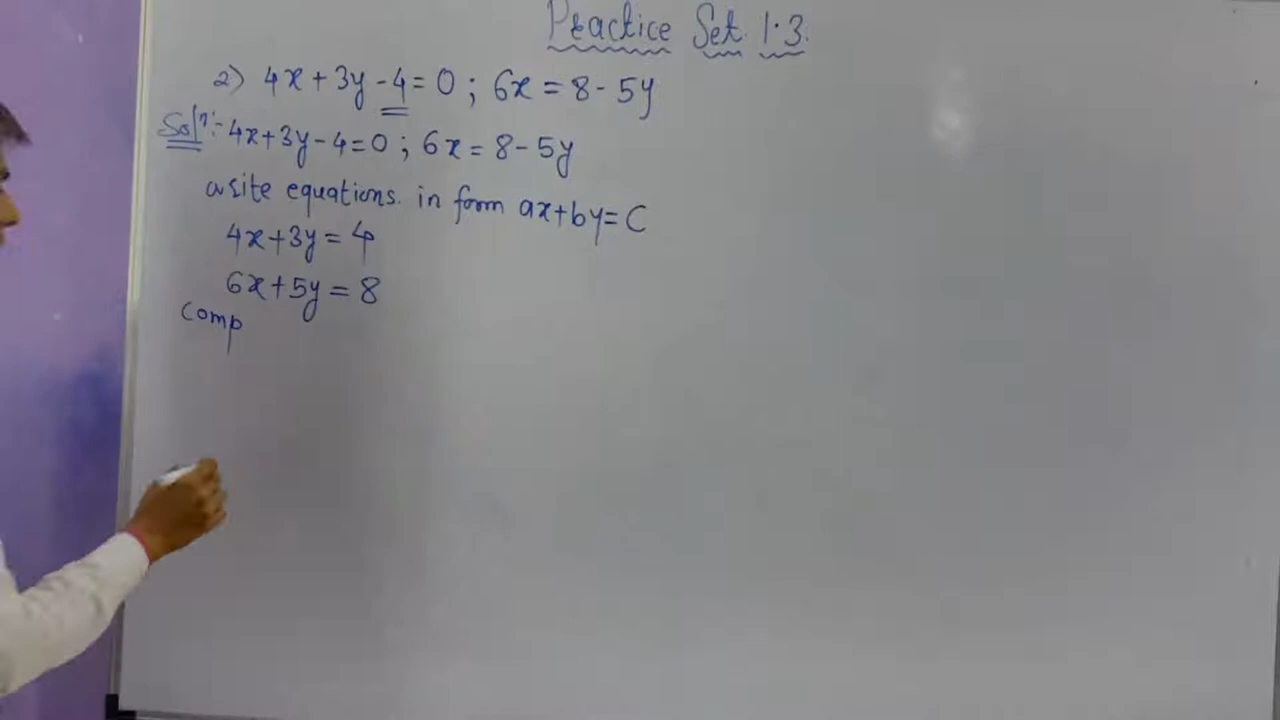 Practice Set 1.3
2) 4x + 3y - 4 = 0 ; 6x = 8 - 5y
Solⁿ:- 4x+3y-4=0 ; 6x = 8-5y
write equations. in form ax+by=C
4x+3y = 4
6x+5y = 8
Comp